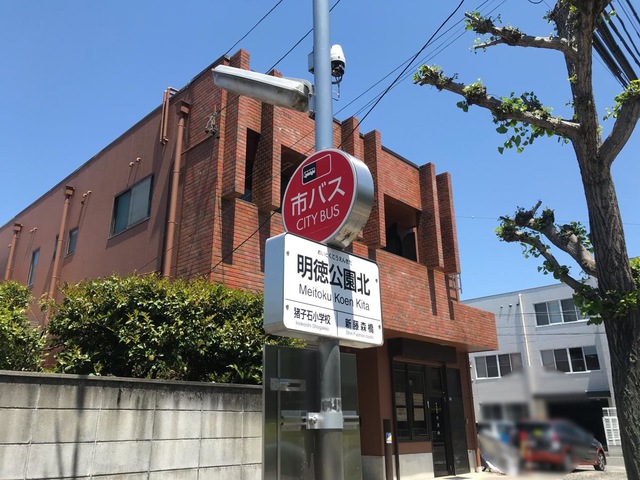 市バス
CITY BUS
めいとくこうえんきた
明徳公園北
Meitoku Koen Kita
猪子石小学校
新藤森橋